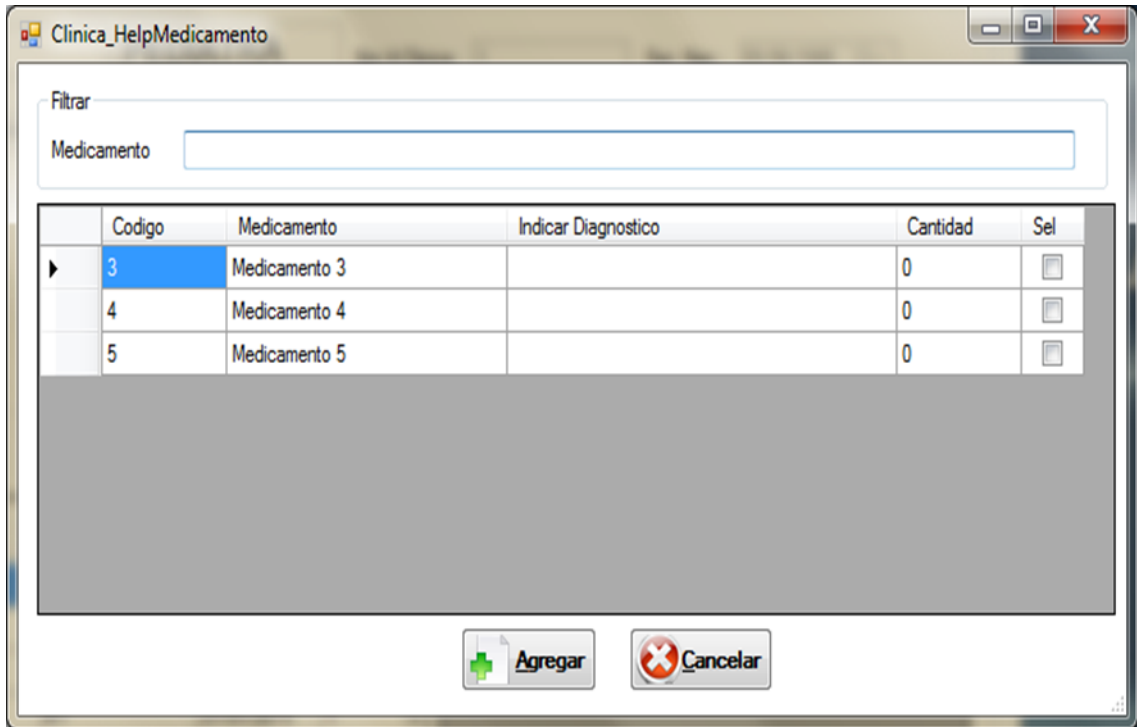 Clinica_HelpMedicamento
Filtrar
Medicamento
Codigo Medicamento Indicar Diagnostico Cantidad Sel
3 Medicamento 3 0
4 Medicamento 4 0
5 Medicamento 5 0
Agregar Cancelar